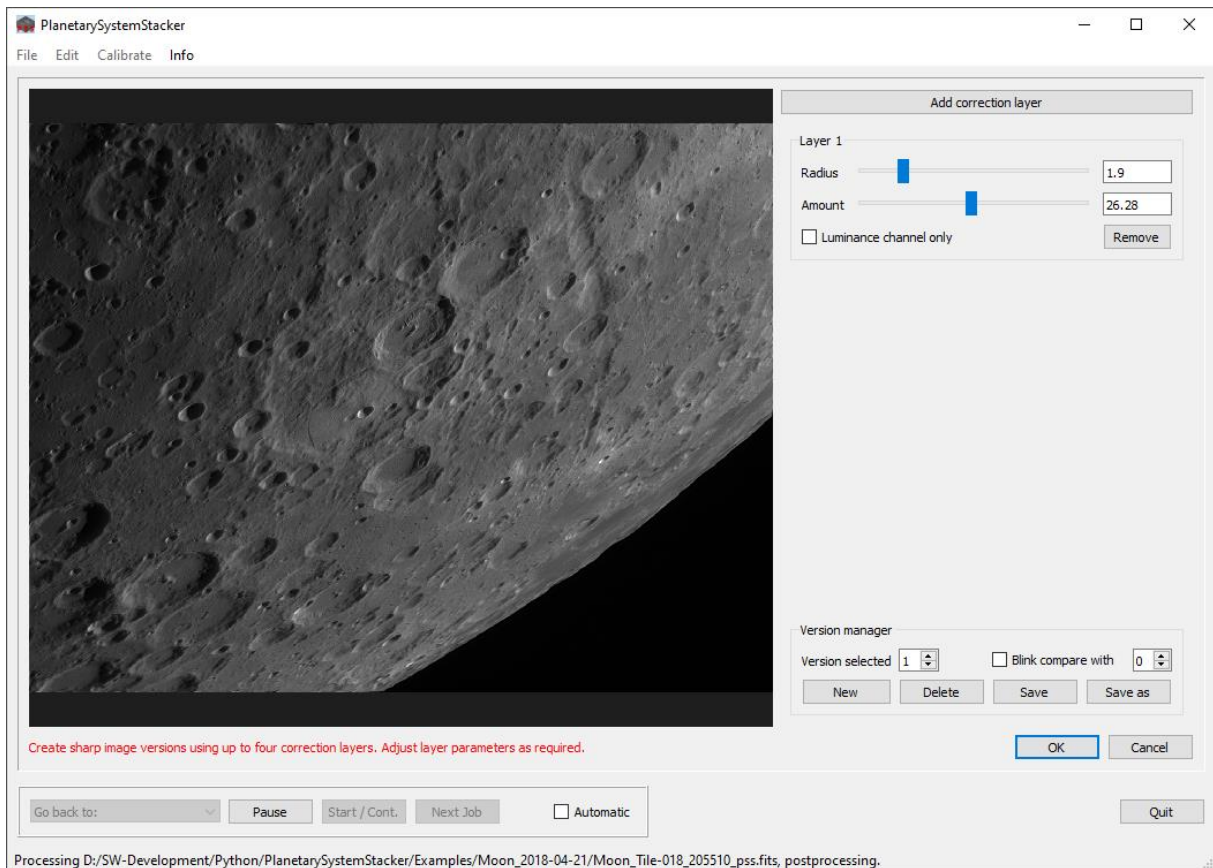 PlanetarySystemStacker
File Edit Calibrate Info
Add correction layer
Layer 1
Radius 1.9
Amount 26.28
Luminance channel only Remove
Version manager
Version selected 1 Blink compare with 0
New Delete Save Save as
Create sharp image versions using up to four correction layers. Adjust layer parameters as required.
OK Cancel
Go back to: Pause Start / Cont. Next Job Automatic Quit
Processing D:/SW-Development/Python/PlanetarySystemStacker/Examples/Moon_2018-04-21/Moon_Tile-018_205510_pss.fits, postprocessing.